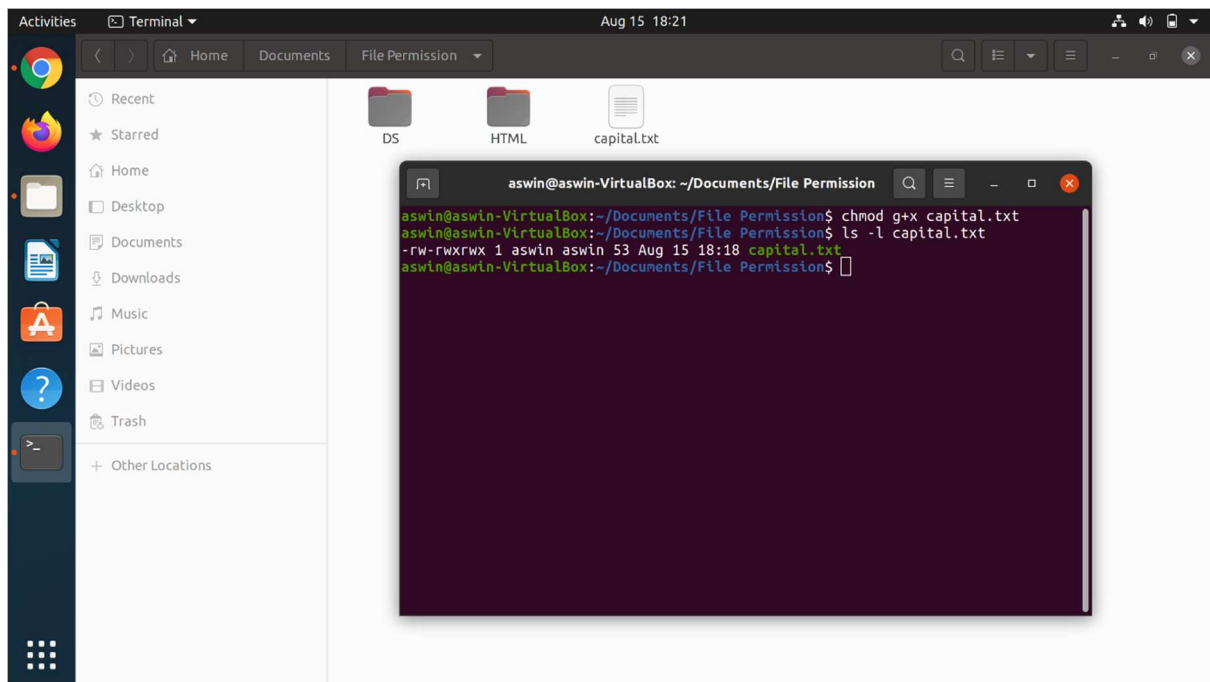 Activities Terminal Aug 15 18:21
Home Documents File Permission
Recent
Starred
Home
Desktop
Documents
Downloads
Music
Pictures
Videos
Trash
+ Other Locations
DS HTML capital.txt
aswin@aswin-VirtualBox: ~/Documents/File Permission
aswin@aswin-VirtualBox:~/Documents/File Permission$ chmod g+x capital.txt
aswin@aswin-VirtualBox:~/Documents/File Permission$ ls -l capital.txt
-rw-rwxrwx 1 aswin aswin 53 Aug 15 18:18 capital.txt
aswin@aswin-VirtualBox:~/Documents/File Permission$